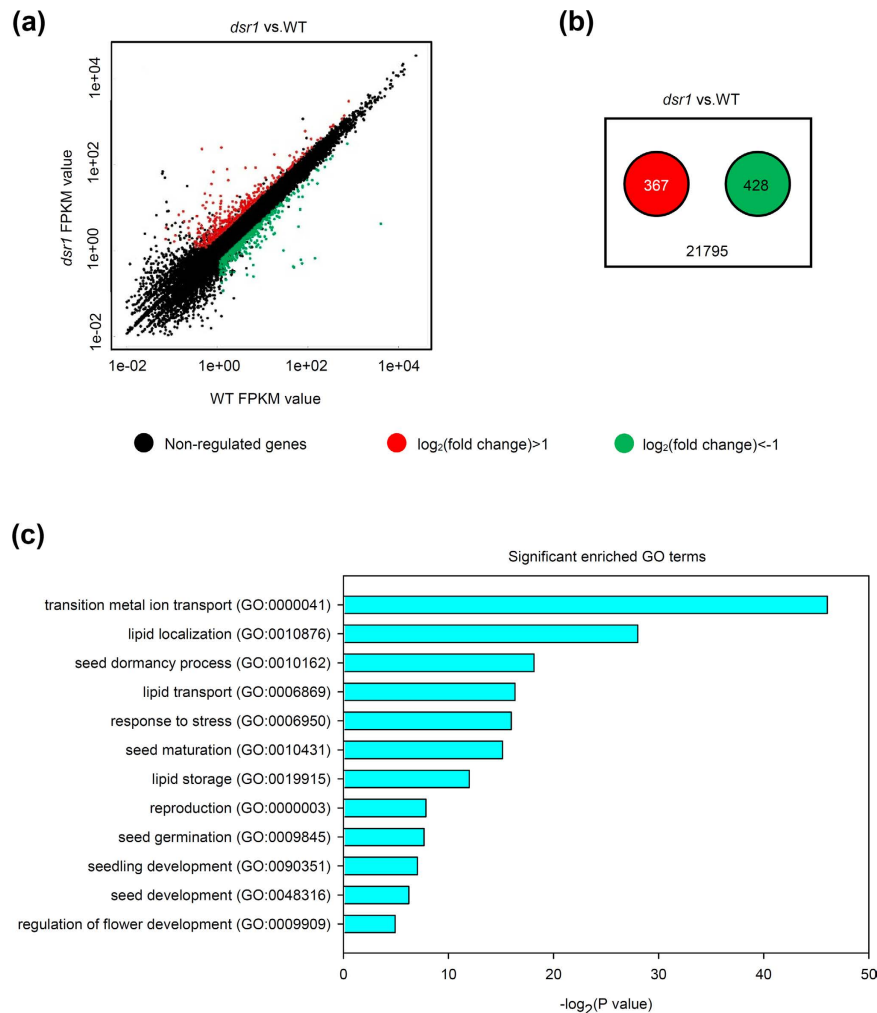 (a)
dsr1 vs.WT
dsr1 FPKM value
1e+04
1e+02
1e+00
1e-02
1e-02 1e+00 1e+02 1e+04
WT FPKM value
(b)
dsr1 vs.WT
367 428
21795
Non-regulated genes log₂(fold change)>1 log₂(fold change)<-1
(c)
Significant enriched GO terms
transition metal ion transport (GO:0000041)
lipid localization (GO:0010876)
seed dormancy process (GO:0010162)
lipid transport (GO:0006869)
response to stress (GO:0006950)
seed maturation (GO:0010431)
lipid storage (GO:0019915)
reproduction (GO:0000003)
seed germination (GO:0009845)
seedling development (GO:0090351)
seed development (GO:0048316)
regulation of flower development (GO:0009909)
0 10 20 30 40 50
-log₂(P value)